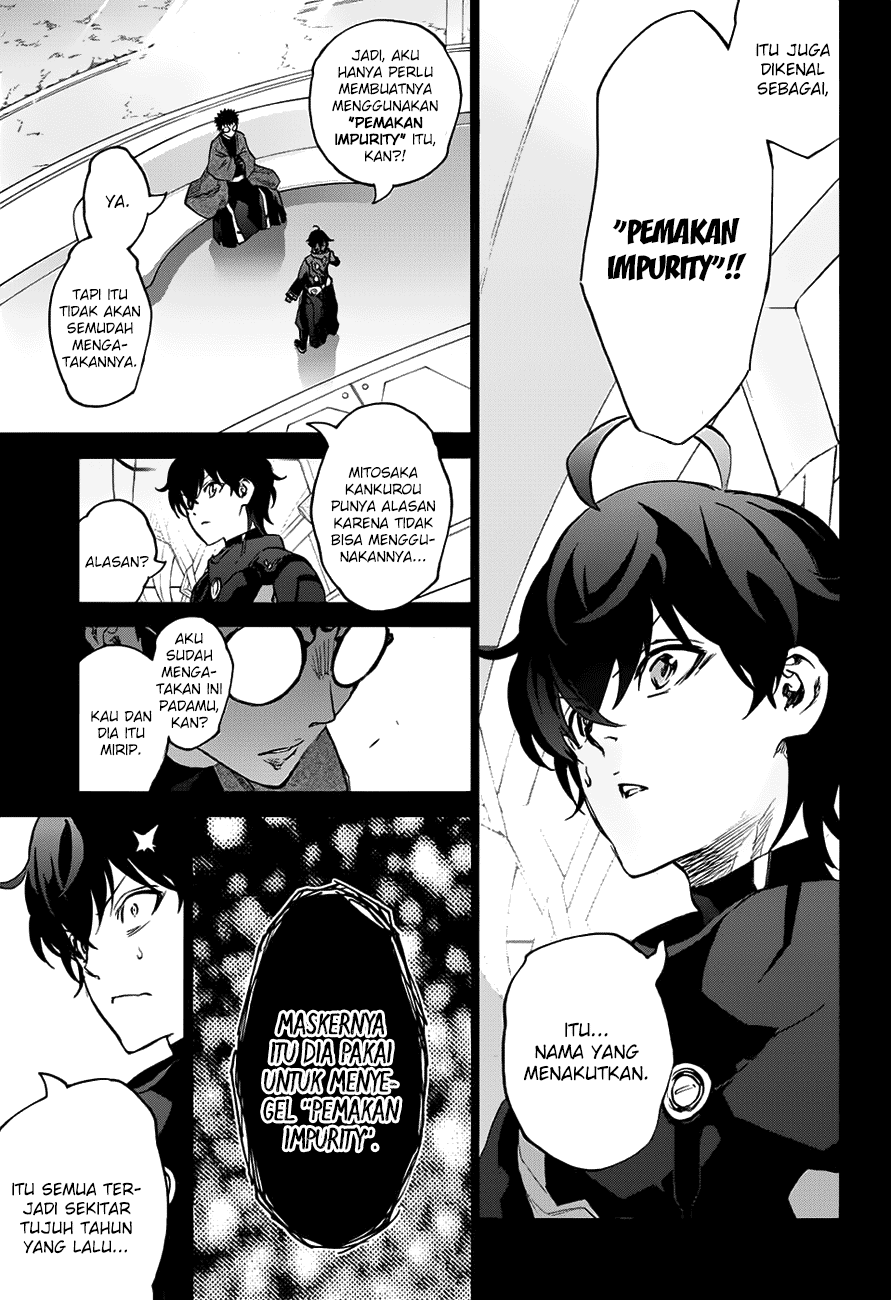 ITU JUGA
DIKENAL
SEBAGAI,
"PEMAKAN
IMPURITY"!!
ITU...
NAMA YANG
MENAKUTKAN.
JADI, AKU
HANYA PERLU
MEMBUATNYA
MENGGUNAKAN
"PEMAKAN
IMPURITY" ITU,
KAN?!
YA.
TAPI ITU
TIDAK AKAN
SEMUDAH
MENGA-
TAKANNYA.
MITOSAKA
KANKUROU
PUNYA ALASAN
KARENA TIDAK
BISA MENGGU-
NAKANNYA...
ALASAN?
AKU
SUDAH
MENGA-
TAKAN INI
PADAMU,
KAN?
KAU DAN
DIA ITU
MIRIP.
MASKERNYA
ITU DIA PAKAI
UNTUK MENYE-
GEL "PEMAKAN
IMPURITY".
ITU SEMUA TER-
JADI SEKITAR
TUJUH TAHUN
YANG LALU...